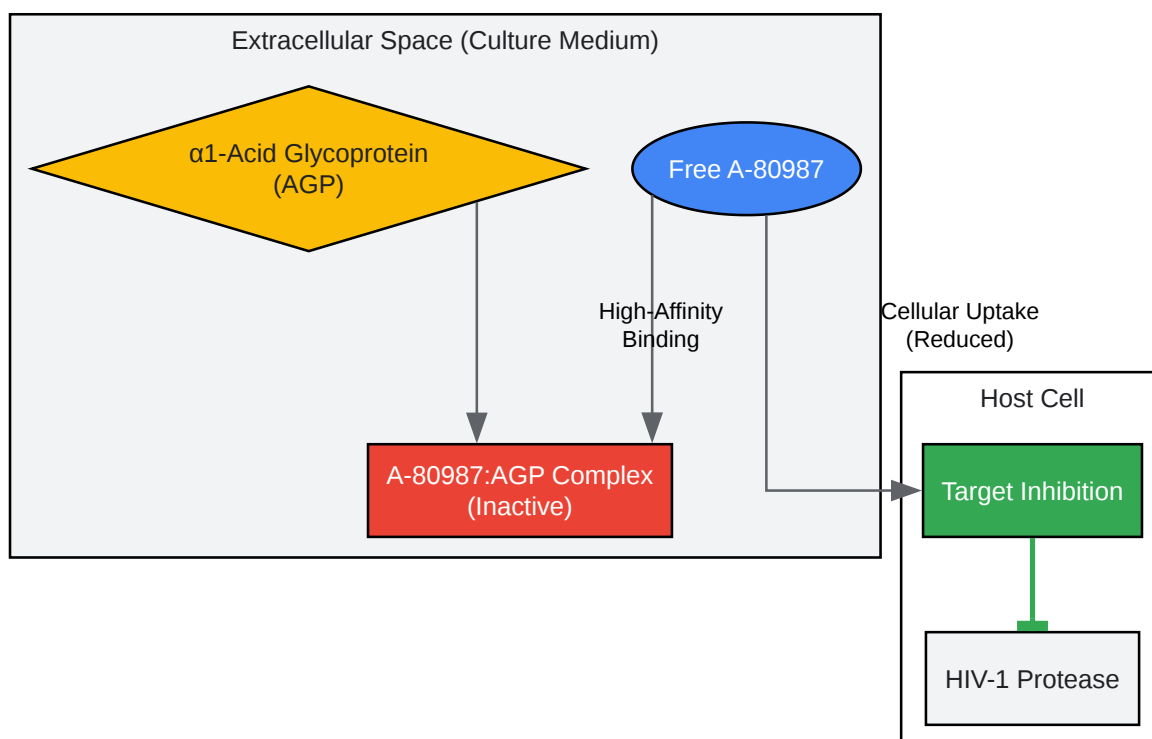 Extracellular Space (Culture Medium)
α1-Acid Glycoprotein
(AGP)
Free A-80987
High-Affinity
Binding
Cellular Uptake
(Reduced)
A-80987:AGP Complex
(Inactive)
Host Cell
Target Inhibition
HIV-1 Protease